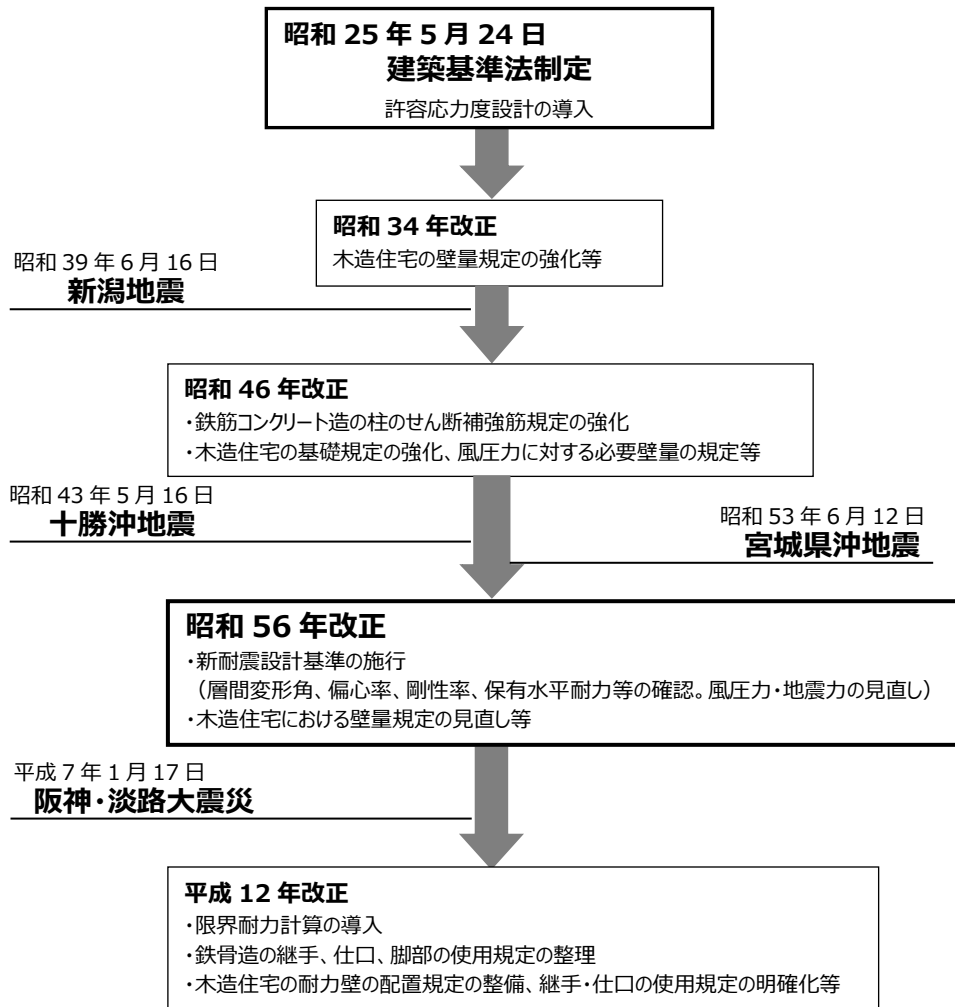 昭和 25 年 5 月 24 日
建築基準法制定
許容応力度設計の導入
昭和 34 年改正
木造住宅の壁量規定の強化等
昭和 39 年 6 月 16 日
新潟地震
昭和 46 年改正
・鉄筋コンクリート造の柱のせん断補強筋規定の強化
・木造住宅の基礎規定の強化、風圧力に対する必要壁量の規定等
昭和 43 年 5 月 16 日
十勝沖地震
昭和 53 年 6 月 12 日
宮城県沖地震
昭和 56 年改正
・新耐震設計基準の施行
（層間変形角、偏心率、剛性率、保有水平耐力等の確認。風圧力・地震力の見直し）
・木造住宅における壁量規定の見直し等
平成 7 年 1 月 17 日
阪神・淡路大震災
平成 12 年改正
・限界耐力計算の導入
・鉄骨造の継手、仕口、脚部の使用規定の整理
・木造住宅の耐力壁の配置規定の整備、継手・仕口の使用規定の明確化等